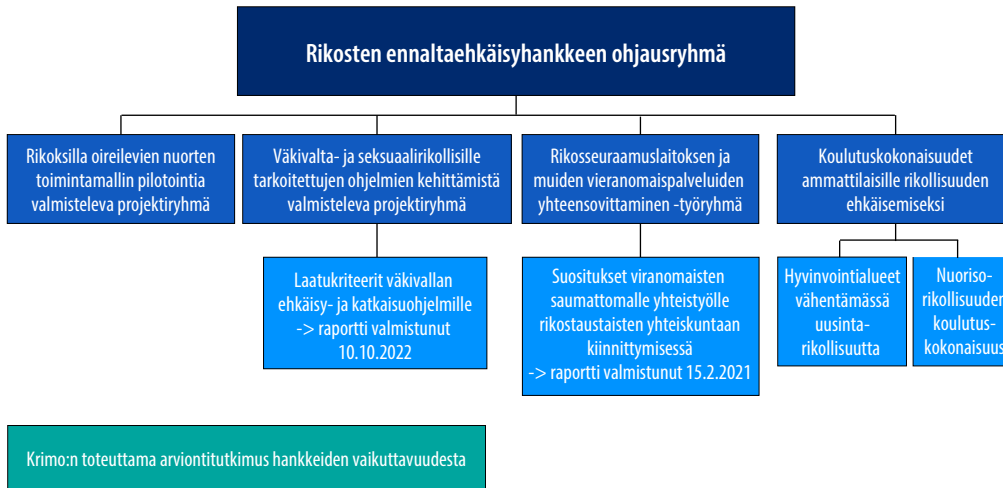 Rikosten ennaltaehkäisyhankkeen ohjausryhmä
Rikoksilla oireilevien nuorten
toimintamallin pilotointia
valmisteleva projektiryhmä
Väkivalta- ja seksuaalirikollisille
tarkoitettujen ohjelmien kehittämistä
valmisteleva projektiryhmä
Rikosseuraamuslaitoksen ja
muiden vieranomaispalveluiden
yhteensovittaminen -työryhmä
Koulutuskokonaisuudet
ammattilaisille rikollisuuden
ehkäisemiseksi
Laatukriteerit väkivallan
ehkäisy- ja katkaisuohjelmille
-> raportti valmistunut
10.10.2022
Suositukset viranomaisten
saumattomalle yhteistyölle
rikostaustaisten yhteiskuntaan
kiinnittymisessä
-> raportti valmistunut 15.2.2021
Hyvinvointialueet
vähentämässä
uusinta-
rikollisuutta
Nuoriso-
rikollisuuden
koulutus-
kokonaisuus
Krimo:n toteuttama arviontitutkimus hankkeiden vaikuttavuudesta